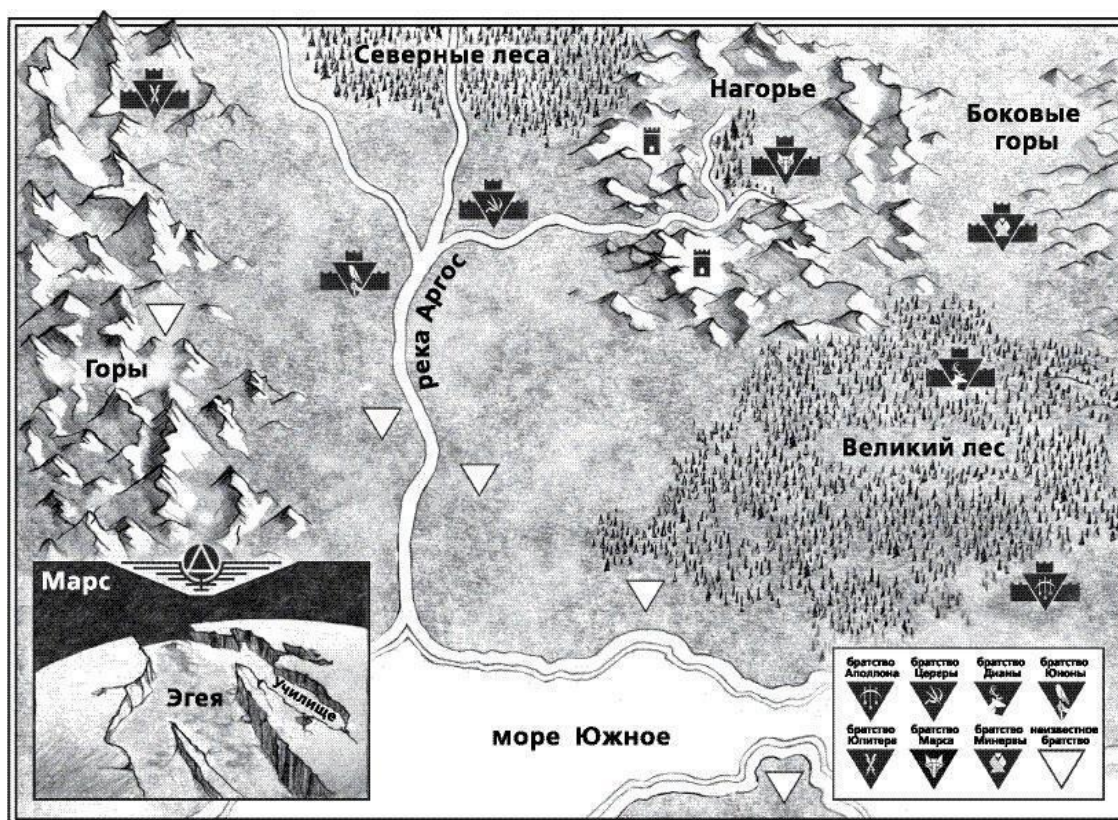 Северные леса
Нагорье
Боковые
горы
река Аргос
Горы
Великий лес
Марс
Эгея
училище
море Южное
братство
Аполлона
братство
Цереры
братство
Дианы
братство
Юноны
братство
Юпитера
братство
Марса
братство
Минервы
неизвестное
братство